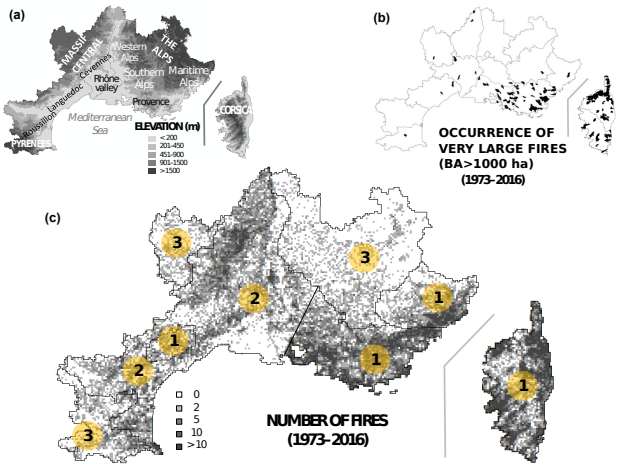 (a)
MASSIF
CENTRAL
THE
ALPS
Western
Alps
Cévennes
Rhône
valley
Southern
Alps
Maritime
Alps
Languedoc
Provence
Roussillon
Mediterranean
Sea
CORSICA
PYRENEES
ELEVATION (m)
< 200
201-450
451-900
901-1500
>1500
(b)
OCCURRENCE OF
VERY LARGE FIRES
(BA>1000 ha)
(1973–2016)
(c)
3
3
2
1
1
2
1
1
3
0
2
5
10
>10
NUMBER OF FIRES
(1973–2016)